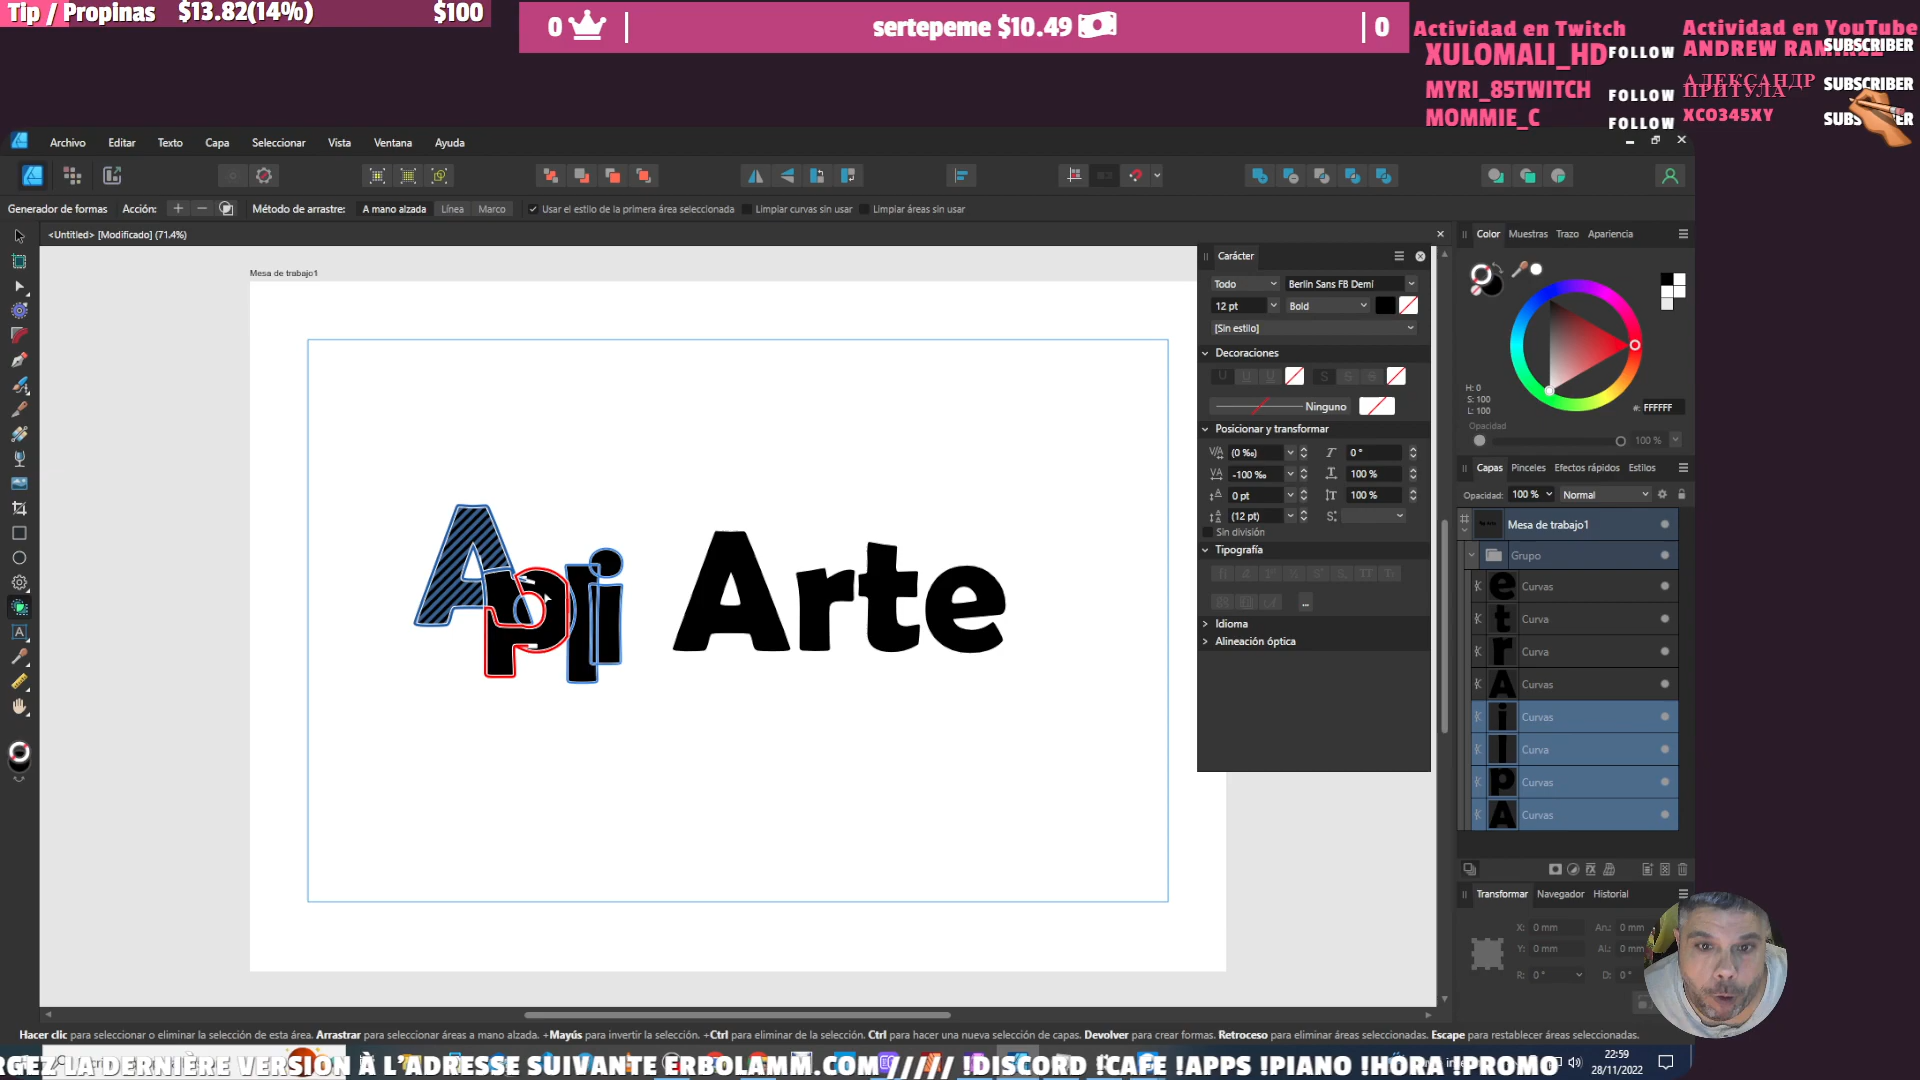 Tip / Propinas $13.82(14%) $100
0 sertepeme $10.49 0
Actividad en Twitch
XULOMALI_HD FOLLOW
MYRI_85TWITCH FOLLOW
MOMMIE_C FOLLOW
Actividad en YouTube
ANDREW RAM SUBSCRIBER
АЛЕКСАНДР ПРИТУЛА SUBSCRIBER
XCO345XY SUBS ER
Archivo Editar Texto Capa Seleccionar Vista Ventana Ayuda
Generador de formas Acción: Método de arrastre: A mano alzada Línea Marco Usar el estilo de la primera área seleccionada Limpiar curvas sin usar Limpiar áreas sin usar
<Untitled> [Modificado] (71.4%)
Mesa de trabajo1
Appi Arte
Carácter
Todo Berlin Sans FB Demi
12 pt Bold
[Sin estilo]
Decoraciones
Ninguno
Posicionar y transformar
(0 ‰) 0 °
-100 ‰ 100 %
0 pt 100 %
(12 pt)
Sin división
Tipografía
Idioma
Alineación óptica
Color Muestras Trazo Apariencia
H: 0
S: 100
L: 100
#: FFFFFF
Opacidad
100 %
Capas Pinceles Efectos rápidos Estilos
Opacidad: 100 % Normal
Mesa de trabajo1
Grupo
Curvas
Curva
Curva
Curvas
Curvas
Curva
Curvas
Curvas
Transformar Navegador Historial
X: 0 mm An.: 0 mm
Y: 0 mm Al.: 0 mm
R: 0 ° D: 0 °
Hacer clic para seleccionar o eliminar la selección de esta área. Arrastrar para seleccionar áreas a mano alzada. +Mayús para invertir la selección. +Ctrl para eliminar de la selección. Ctrl para hacer una nueva selección de capas. Devolver para crear formas. Retroceso para eliminar áreas seleccionadas. Escape para restablecer áreas seleccionadas.
RGEZ LA DERNIÈRE VERSION À L'ADRESSE SUIVANTE ERBOLAMM.COM ///// !DISCORD !CAFE !APPS !PIANO !HORA !PROMO
22:59
28/11/2022